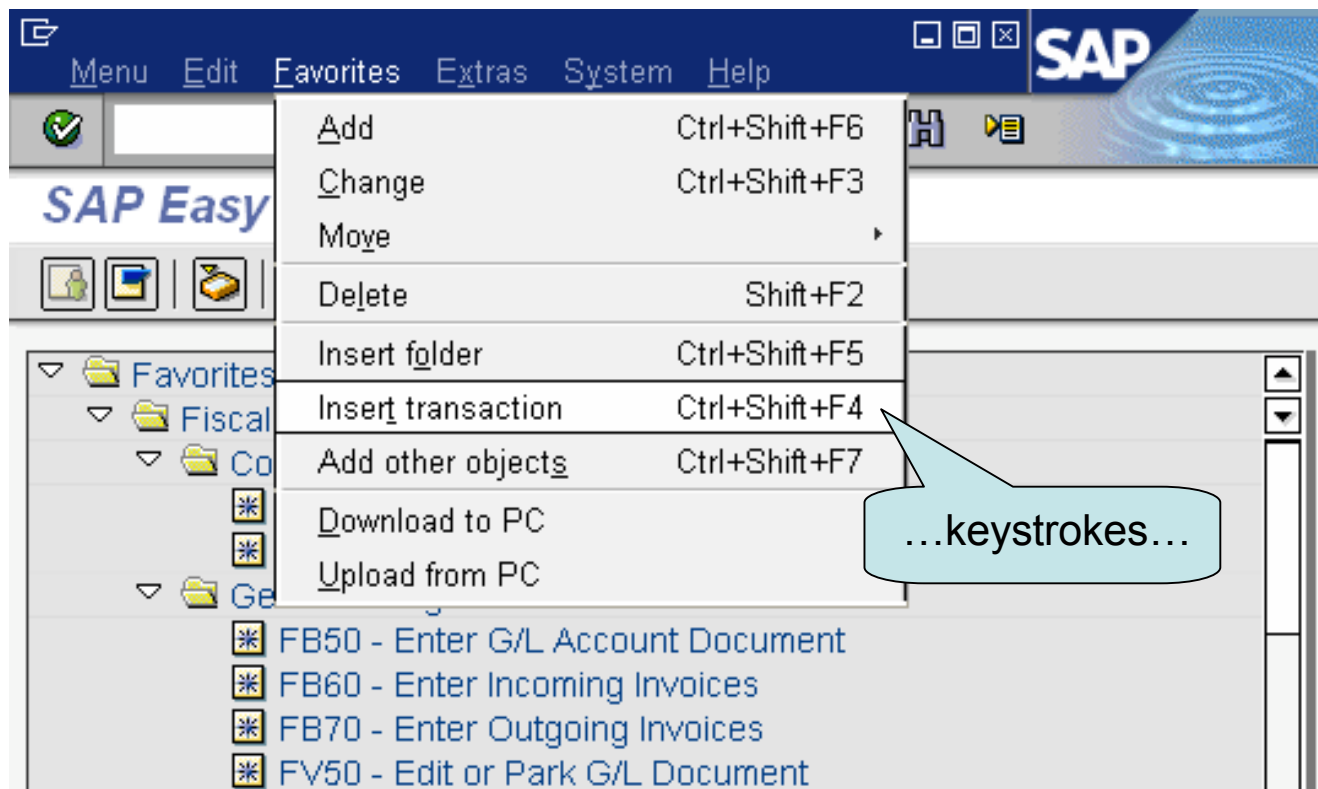 SAP
Menu Edit Favorites Extras System Help
Add Ctrl+Shift+F6
Change Ctrl+Shift+F3
SAP Easy
Move
Delete Shift+F2
Insert folder Ctrl+Shift+F5
Favorites
Insert transaction Ctrl+Shift+F4
Fiscal
Add other objects Ctrl+Shift+F7
Co
Download to PC
…keystrokes…
Upload from PC
Ge
FB50 - Enter G/L Account Document
FB60 - Enter Incoming Invoices
FB70 - Enter Outgoing Invoices
FV50 - Edit or Park G/L Document